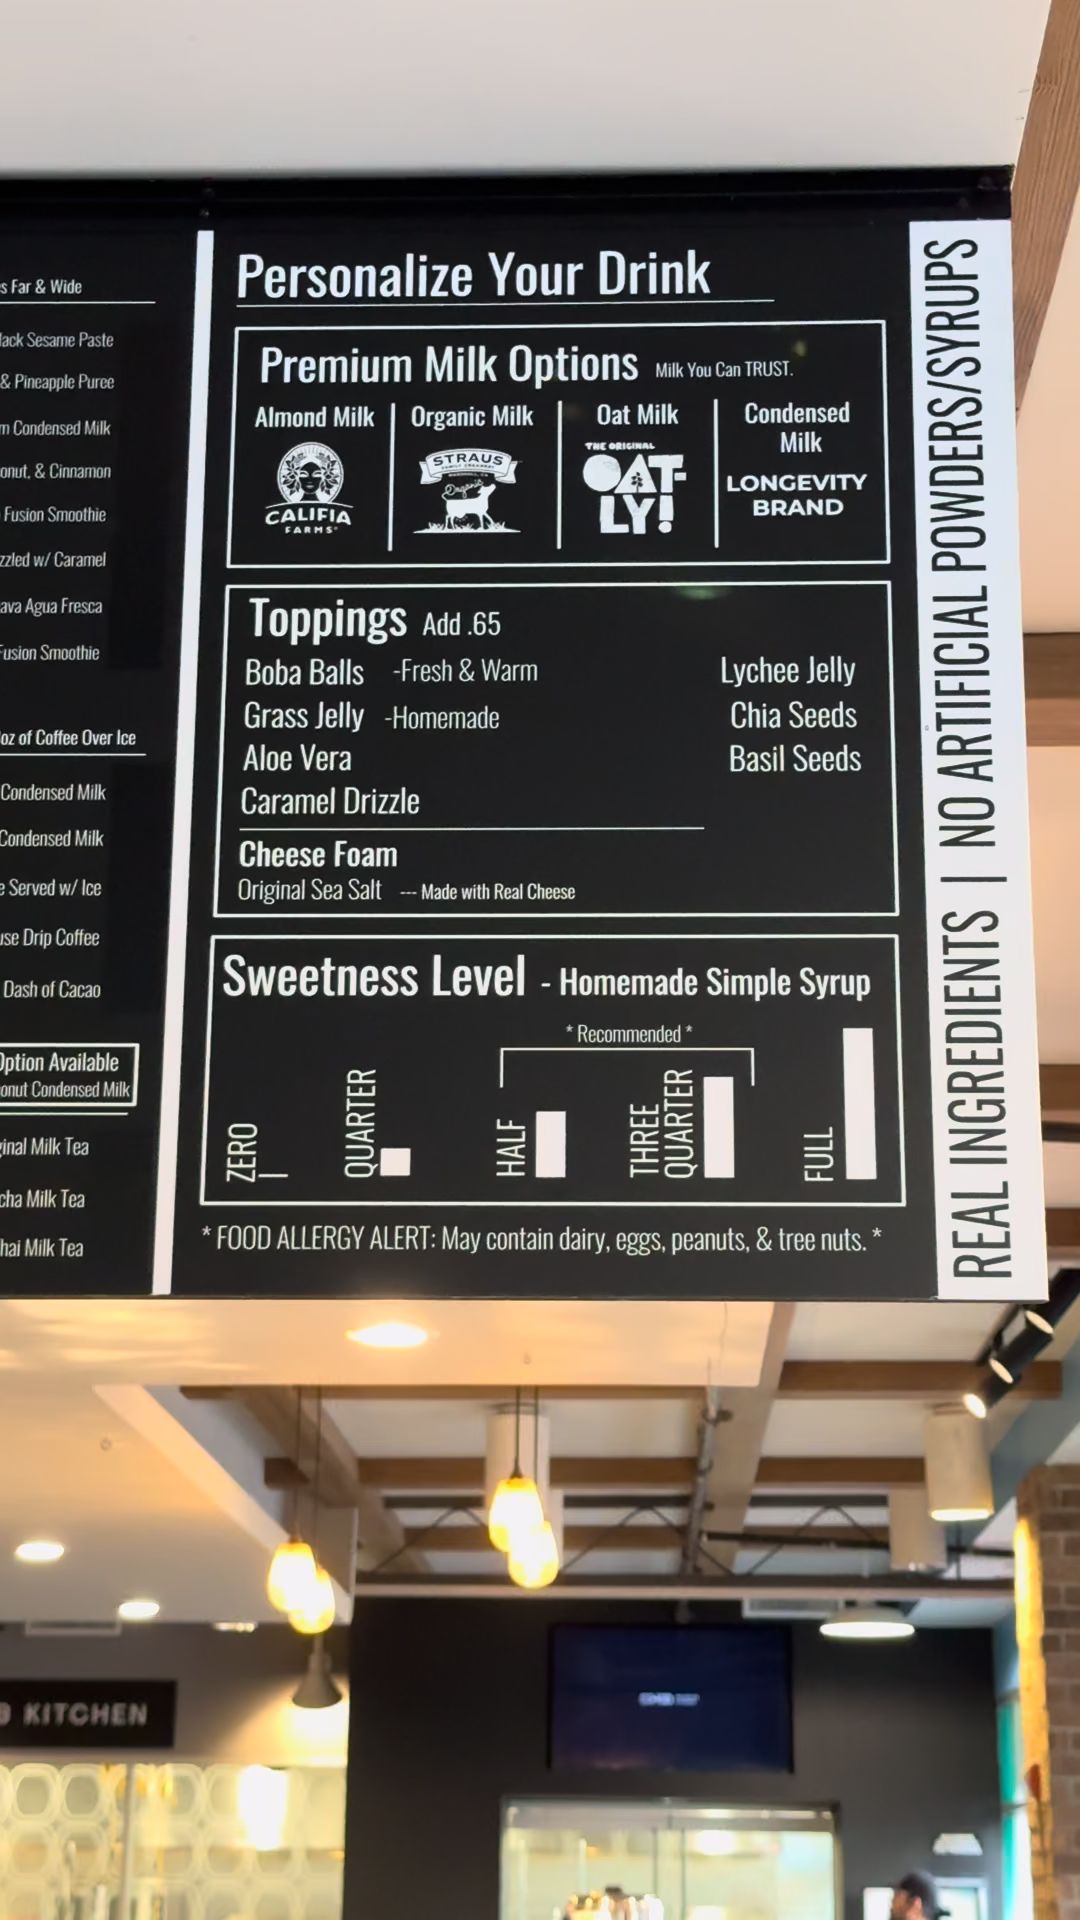 s Far & Wide
lack Sesame Paste
& Pineapple Puree
m Condensed Milk
onut, & Cinnamon
Fusion Smoothie
zzled w/ Caramel
ava Agua Fresca
Fusion Smoothie
oz of Coffee Over Ice
Condensed Milk
Condensed Milk
e Served w/ Ice
use Drip Coffee
Dash of Cacao
Option Available
onut Condensed Milk
ginal Milk Tea
cha Milk Tea
hai Milk Tea
Personalize Your Drink
Premium Milk Options Milk You Can TRUST.
Almond Milk
CALIFIA
FARMS
Organic Milk
STRAUS
Organic
Oat Milk
THE ORIGINAL
OAT-
LY!
Condensed
Milk
LONGEVITY
BRAND
Toppings Add .65
Boba Balls -Fresh & Warm
Grass Jelly -Homemade
Aloe Vera
Caramel Drizzle
Lychee Jelly
Chia Seeds
Basil Seeds
Cheese Foam
Original Sea Salt --- Made with Real Cheese
Sweetness Level - Homemade Simple Syrup
* Recommended *
ZERO
QUARTER
HALF
THREE
QUARTER
FULL
* FOOD ALLERGY ALERT: May contain dairy, eggs, peanuts, & tree nuts. *
REAL INGREDIENTS | NO ARTIFICIAL POWDERS/SYRUPS
KITCHEN